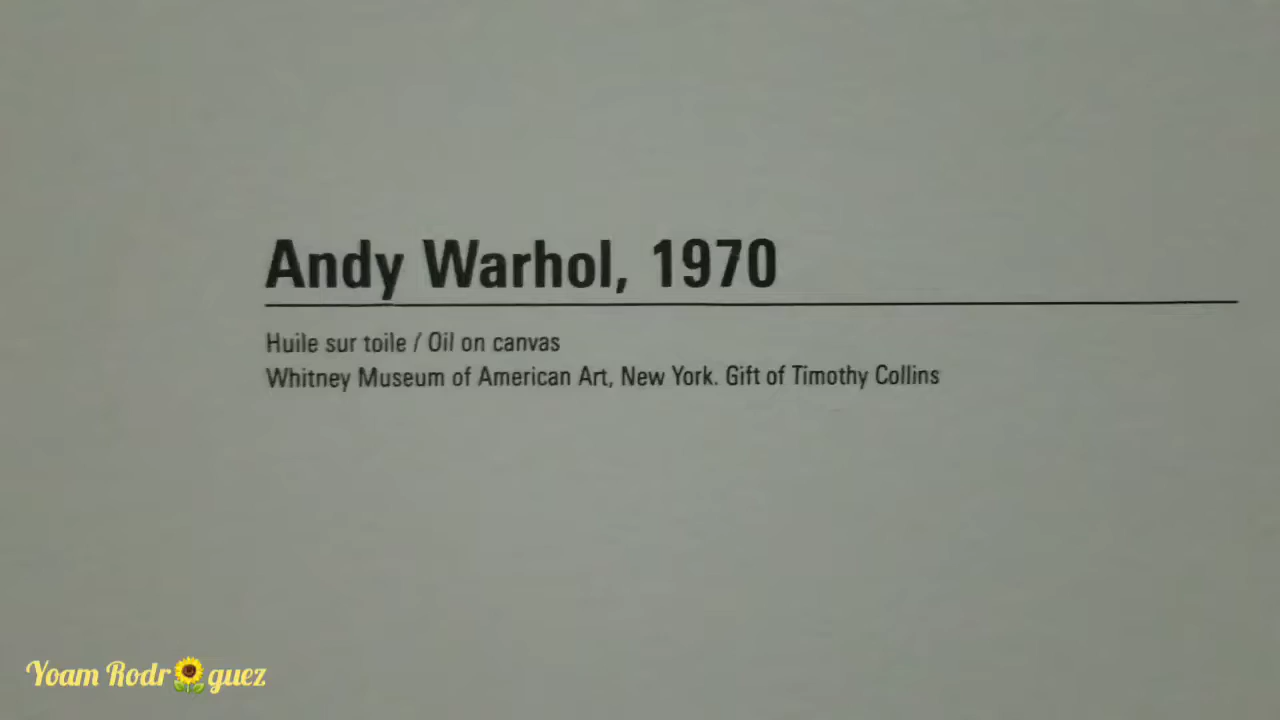 Andy Warhol, 1970
Huile sur toile / Oil on canvas
Whitney Museum of American Art, New York. Gift of Timothy Collins
Yoam Rodr🌻guez